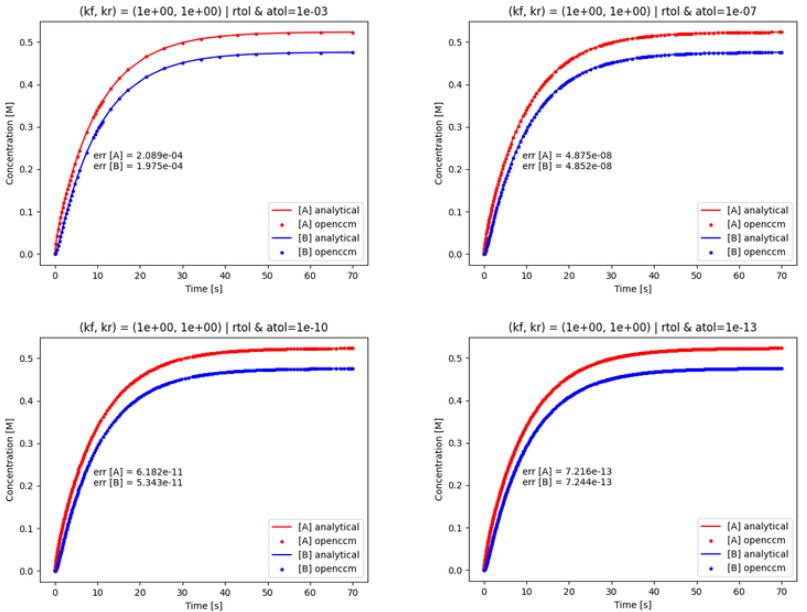 (kf, kr) = (1e+00, 1e+00) | rtol & atol=1e-03
Concentration [M]
0.5
0.4
0.3
0.2
0.1
0.0
err [A] = 2.089e-04
err [B] = 1.975e-04
[A] analytical
[A] openccm
[B] analytical
[B] openccm
0 10 20 30 40 50 60 70
Time [s]
(kf, kr) = (1e+00, 1e+00) | rtol & atol=1e-07
Concentration [M]
0.5
0.4
0.3
0.2
0.1
0.0
err [A] = 4.875e-08
err [B] = 4.852e-08
[A] analytical
[A] openccm
[B] analytical
[B] openccm
0 10 20 30 40 50 60 70
Time [s]
(kf, kr) = (1e+00, 1e+00) | rtol & atol=1e-10
Concentration [M]
0.5
0.4
0.3
0.2
0.1
0.0
err [A] = 6.182e-11
err [B] = 5.343e-11
[A] analytical
[A] openccm
[B] analytical
[B] openccm
0 10 20 30 40 50 60 70
Time [s]
(kf, kr) = (1e+00, 1e+00) | rtol & atol=1e-13
Concentration [M]
0.5
0.4
0.3
0.2
0.1
0.0
err [A] = 7.216e-13
err [B] = 7.244e-13
[A] analytical
[A] openccm
[B] analytical
[B] openccm
0 10 20 30 40 50 60 70
Time [s]